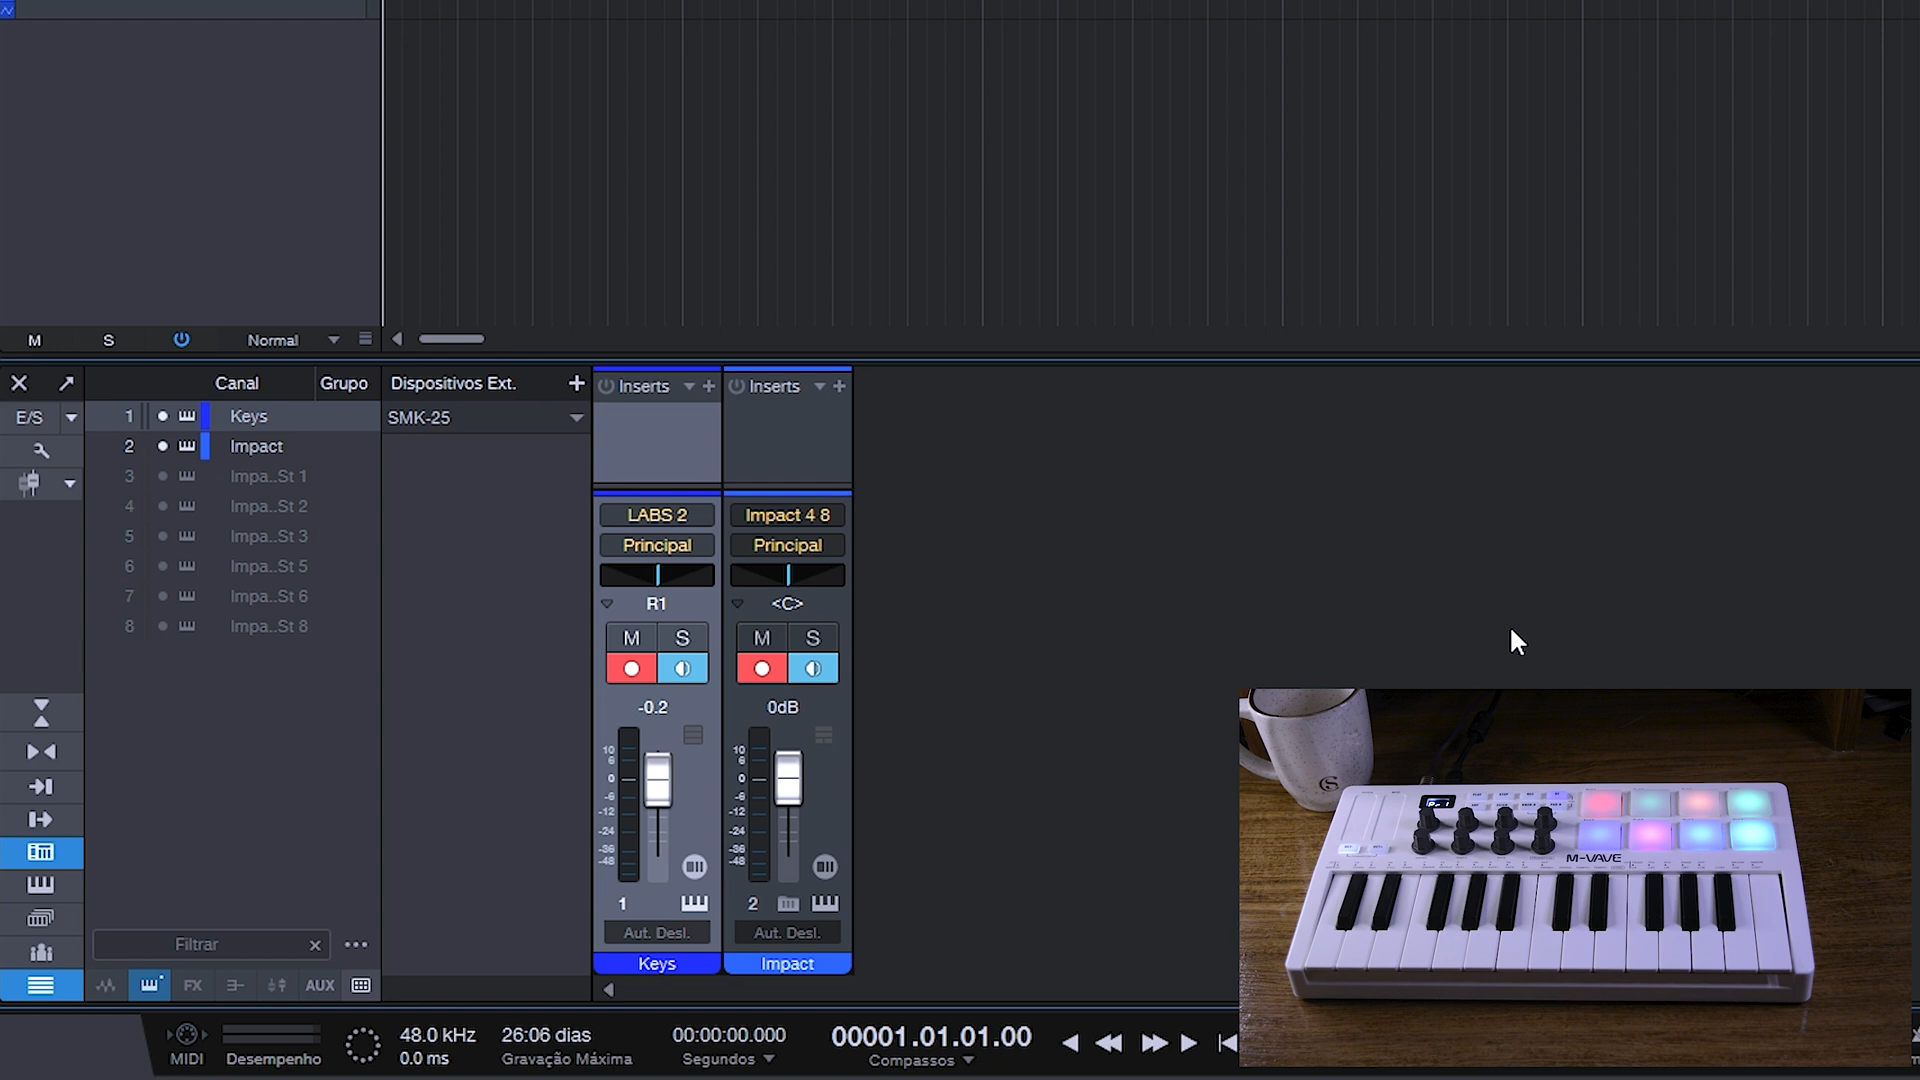 M S Normal
Canal Grupo Dispositivos Ext. Inserts Inserts
E/S 1 Keys SMK-25
2 Impact
3 Impa..St 1
4 Impa..St 2
5 Impa..St 3
6 Impa..St 5
7 Impa..St 6
8 Impa..St 8
LABS 2 Impact 4 8
Principal Principal
R1 <C>
M S M S
-0.2 0dB
10 10
6 6
0 0
-6 -6
-12 -12
-24 -24
-36 -36
-48 -48
1 2
Aut. Desl. Aut. Desl.
Keys Impact
Filtrar
FX AUX
MIDI Desempenho
48.0 kHz
0.0 ms
26:06 dias
Gravação Máxima
00:00:00.000
Segundos
00001.01.01.00
Compassos
M-VAVE